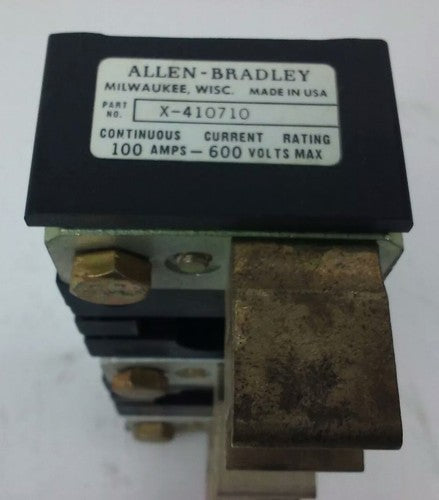 ALLEN-BRADLEY
MILWAUKEE, WISC. MADE IN USA
PART NO. X-410710
CONTINUOUS CURRENT RATING
100 AMPS-600 VOLTS MAX